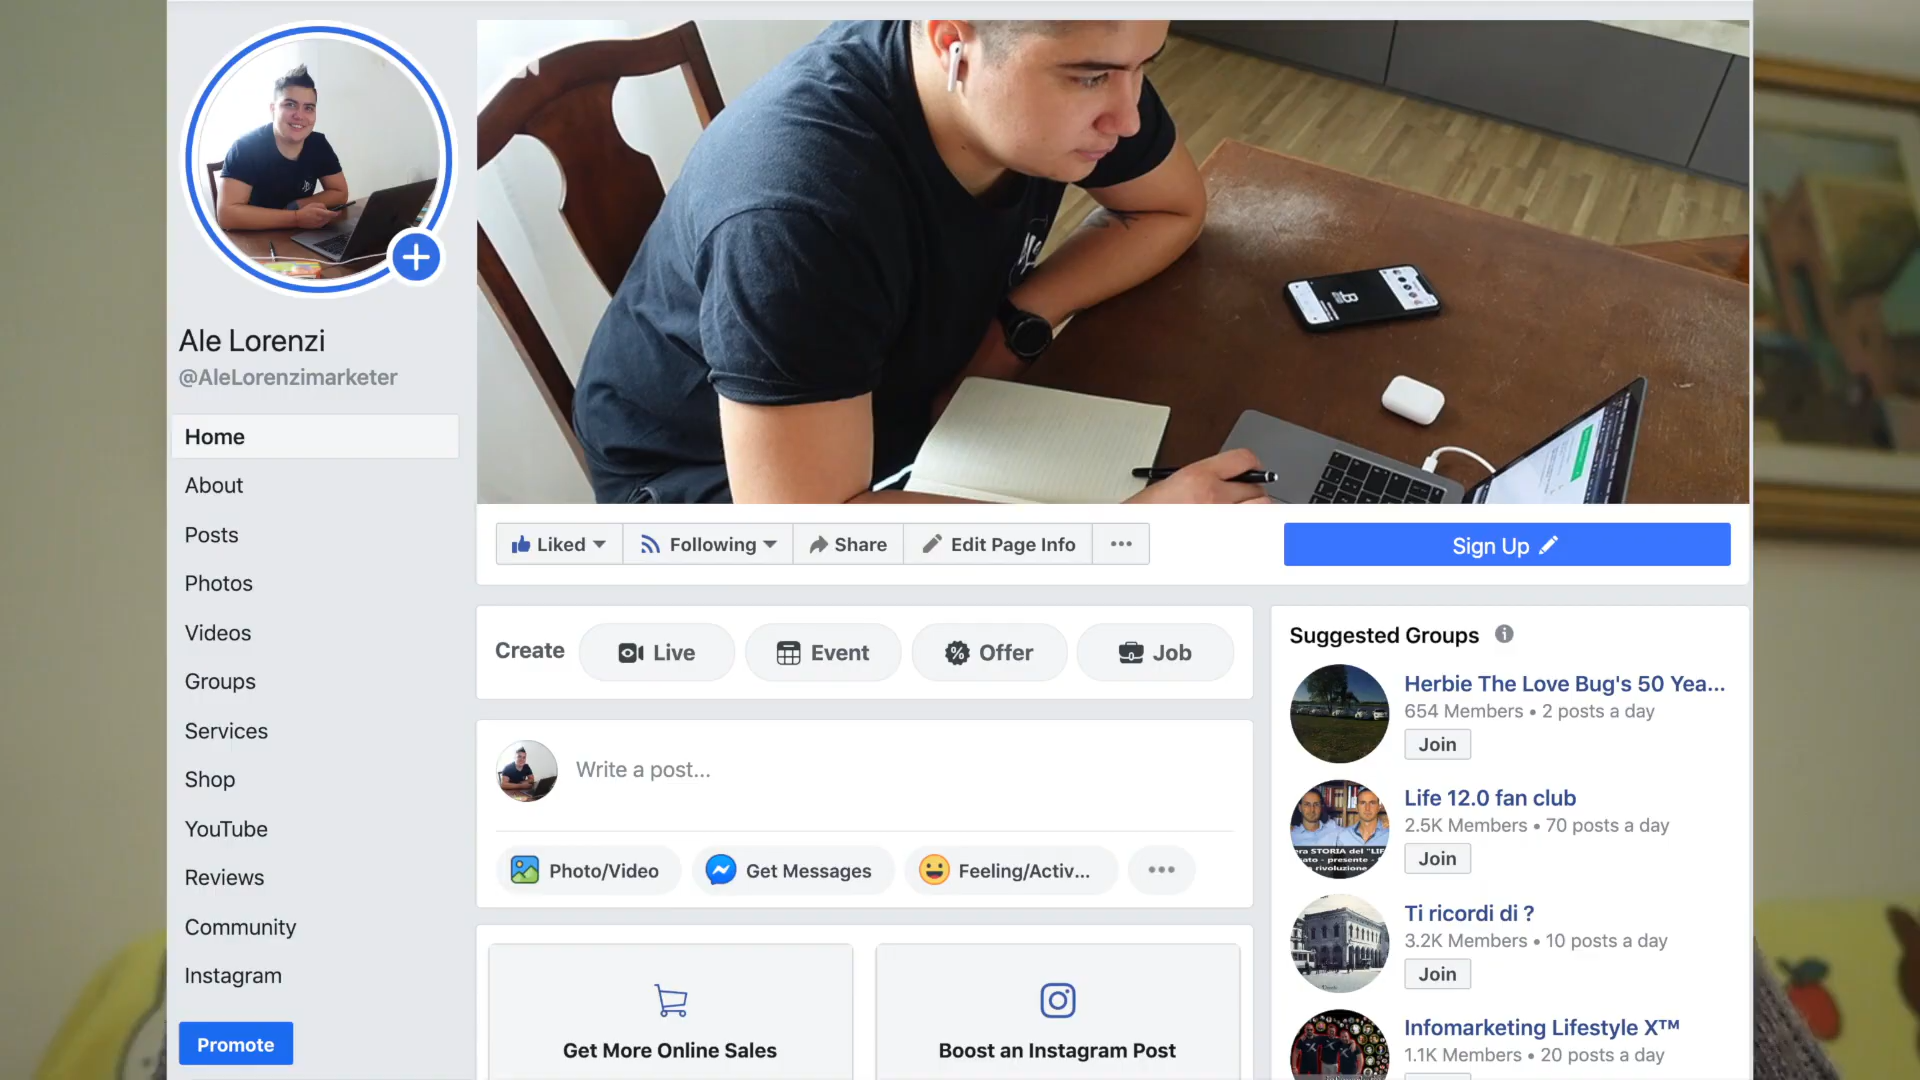 Ale Lorenzi
@AleLorenzimarketer
Home
About
Posts
Photos
Videos
Groups
Services
Shop
YouTube
Reviews
Community
Instagram
Promote
Liked
Following
Share
Edit Page Info
Sign Up
Create
Live
Event
Offer
Job
Write a post...
Photo/Video
Get Messages
Feeling/Activ...
Get More Online Sales
Boost an Instagram Post
Suggested Groups
Herbie The Love Bug's 50 Yea...
654 Members • 2 posts a day
Join
Life 12.0 fan club
2.5K Members • 70 posts a day
Join
Ti ricordi di ?
3.2K Members • 10 posts a day
Join
Infomarketing Lifestyle X™
1.1K Members • 20 posts a day